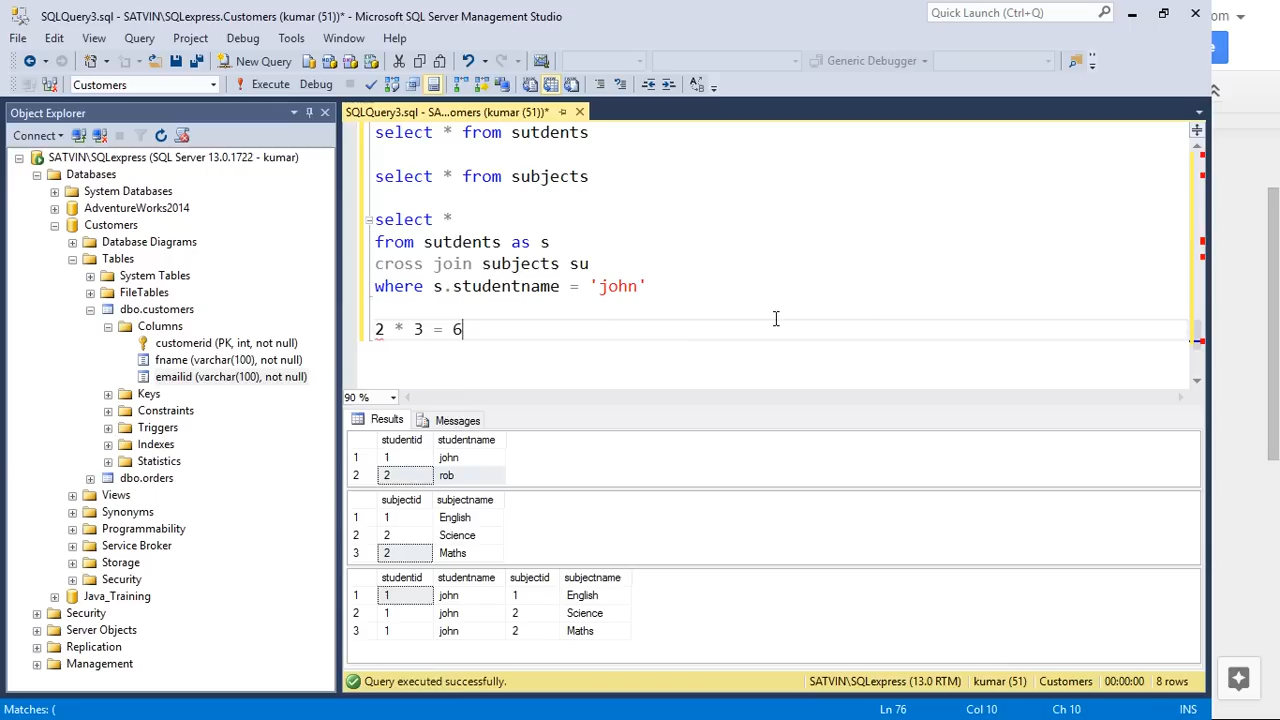 SQLQuery3.sql - SATVIN\SQLexpress.Customers (kumar (51))* - Microsoft SQL Server Management Studio
Quick Launch (Ctrl+Q)
File Edit View Query Project Debug Tools Window Help
New Query
Generic Debugger
Customers
Execute Debug
Object Explorer
SQLQuery3.sql - SA...omers (kumar (51))*
Connect
SATVIN\SQLexpress (SQL Server 13.0.1722 - kumar)
Databases
System Databases
AdventureWorks2014
Customers
Database Diagrams
Tables
System Tables
FileTables
dbo.customers
Columns
customerid (PK, int, not null)
fname (varchar(100), not null)
emailid (varchar(100), not null)
Keys
Constraints
Triggers
Indexes
Statistics
dbo.orders
Views
Synonyms
Programmability
Service Broker
Storage
Security
Java_Training
Security
Server Objects
Replication
Management
select * from sutdents
select * from subjects
select *
from sutdents as s
cross join subjects su
where s.studentname = 'john'
2 * 3 = 6
90 %
Results Messages
studentid studentname
1 1 john
2 2 rob
subjectid subjectname
1 1 English
2 2 Science
3 2 Maths
studentid studentname subjectid subjectname
1 1 john 1 English
2 1 john 2 Science
3 1 john 2 Maths
Query executed successfully.
SATVIN\SQLexpress (13.0 RTM) kumar (51) Customers 00:00:00 8 rows
Matches: (
Ln 76 Col 10 Ch 10 INS
om